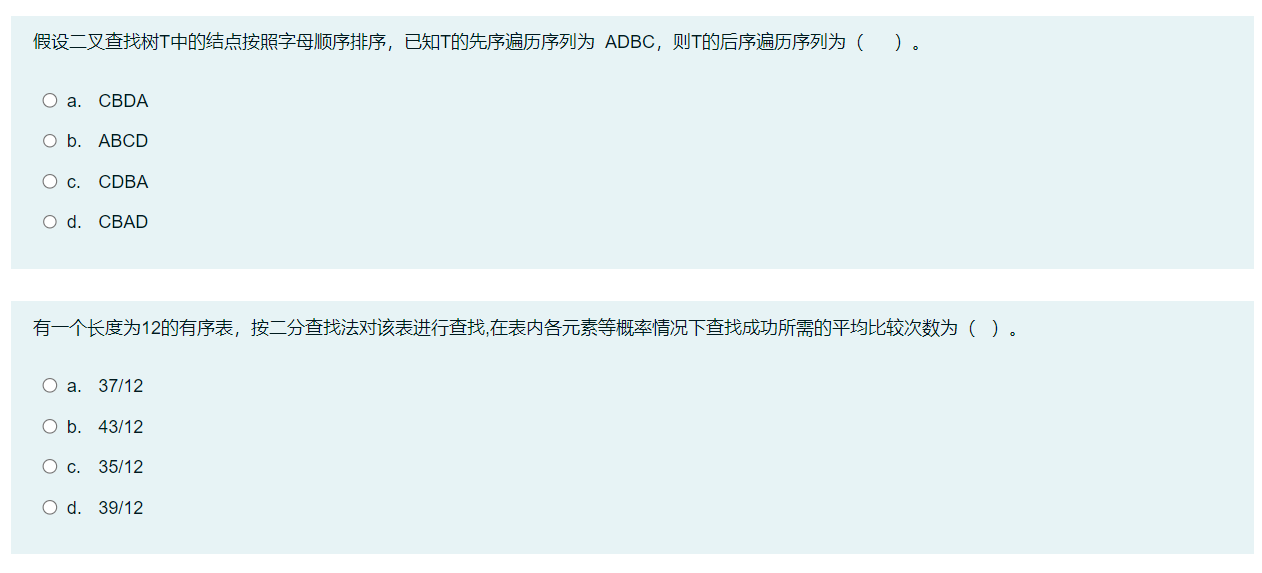 假设二叉查找树T中的结点按照字母顺序排序，已知T的先序遍历序列为 ADBC，则T的后序遍历序列为（ ）。
a. CBDA
b. ABCD
c. CDBA
d. CBAD
有一个长度为12的有序表，按二分查找法对该表进行查找,在表内各元素等概率情况下查找成功所需的平均比较次数为（ ）。
a. 37/12
b. 43/12
c. 35/12
d. 39/12